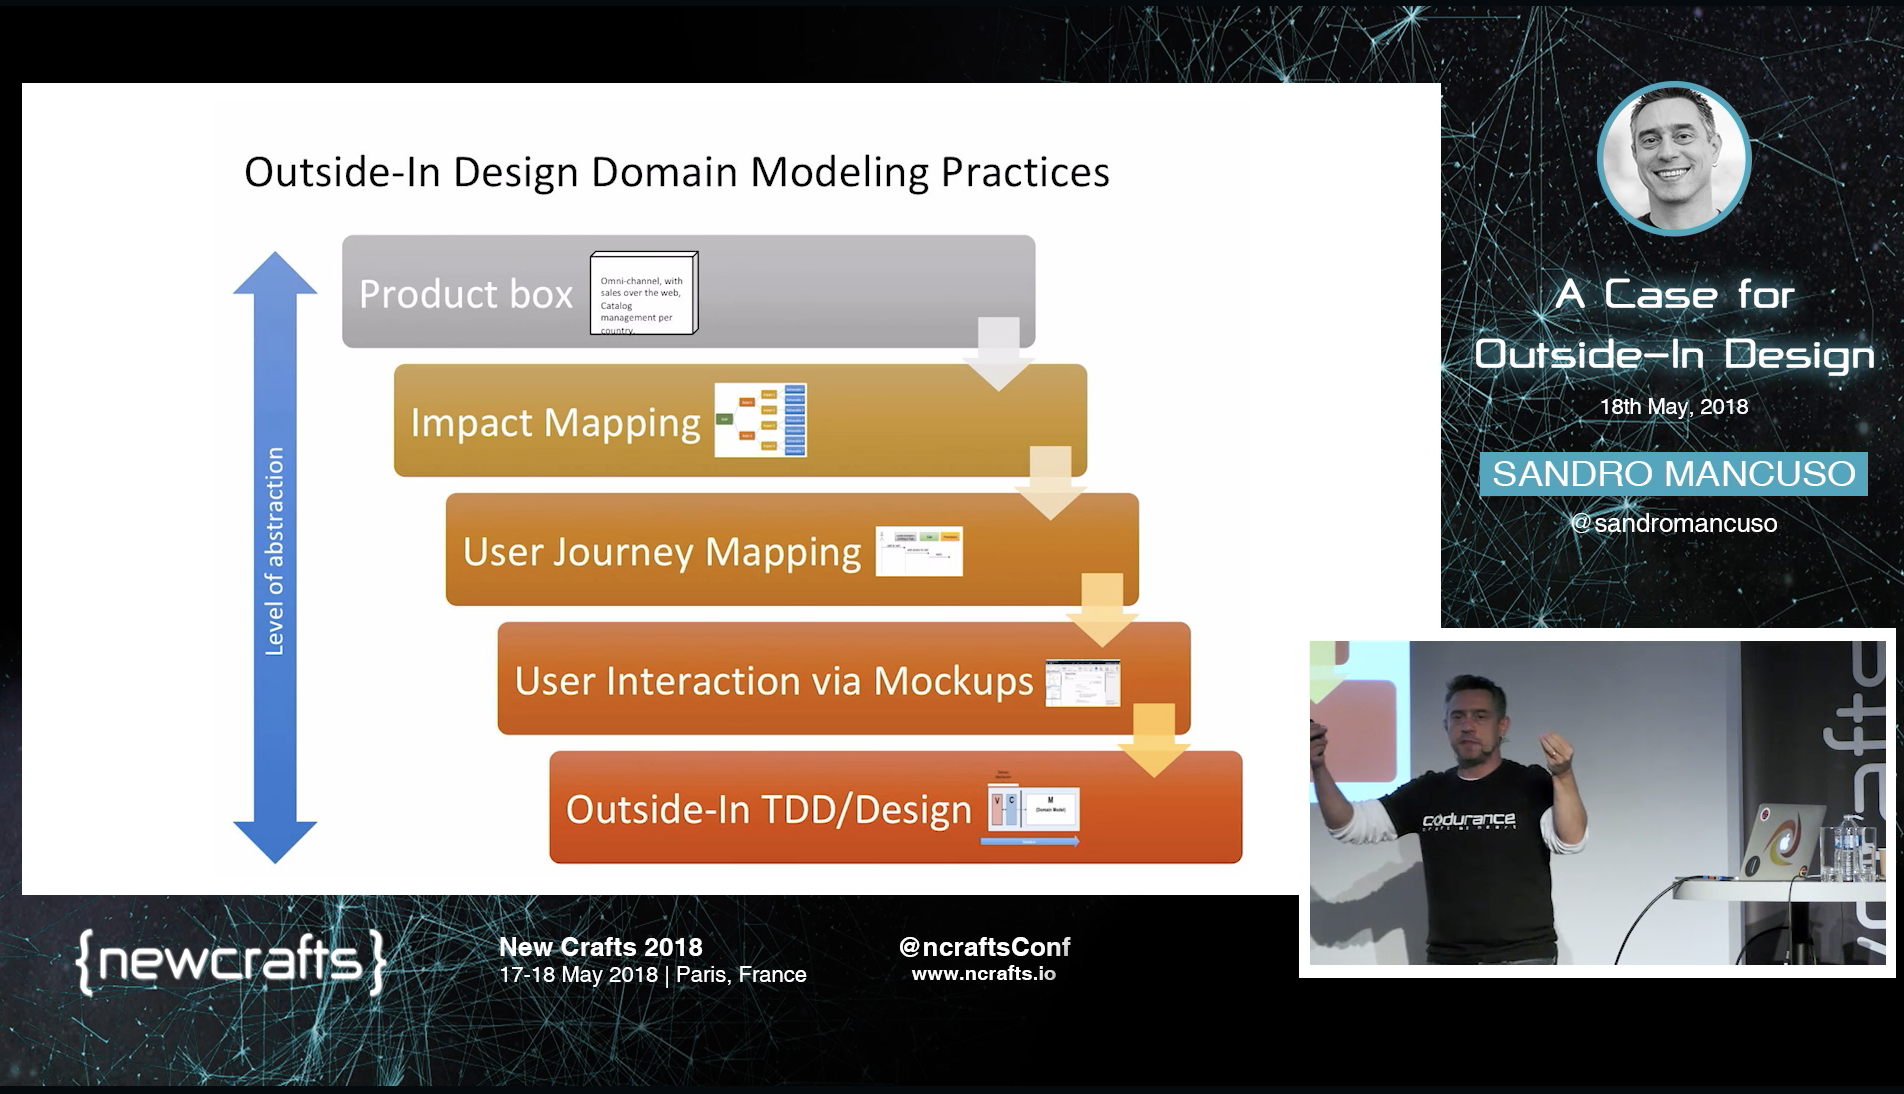 Outside-In Design Domain Modeling Practices
Level of abstraction
Product box
Omni-channel, with
sales over the web,
Catalog
management per
country.
Impact Mapping
User Journey Mapping
User Interaction via Mockups
Outside-In TDD/Design
V
C
M
(Domain Model)
A Case for
Outside-In Design
18th May, 2018
SANDRO MANCUSO
@sandromancuso
codurance
craft at heart
{newcrafts}
New Crafts 2018
17-18 May 2018 | Paris, France
@ncraftsConf
www.ncrafts.io